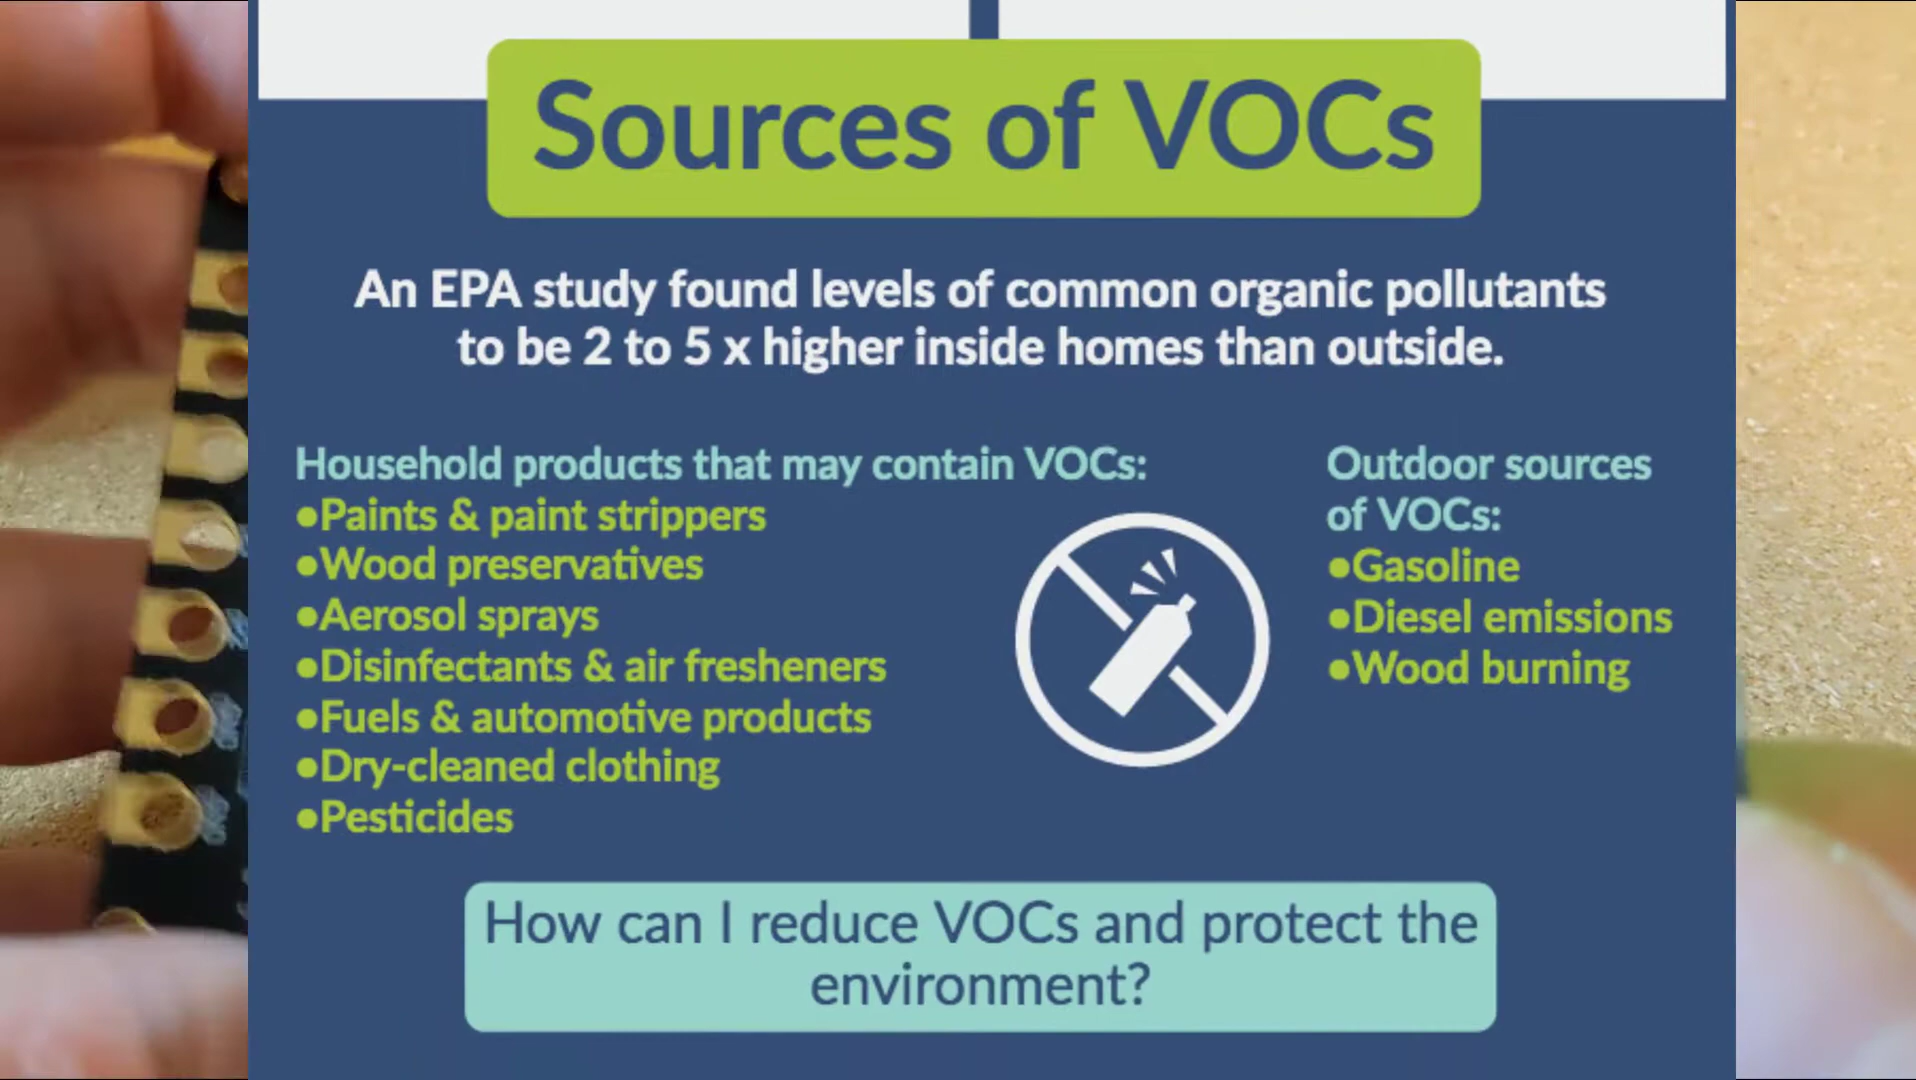 Sources of VOCs
An EPA study found levels of common organic pollutants
to be 2 to 5 x higher inside homes than outside.
Household products that may contain VOCs:
●Paints & paint strippers
●Wood preservatives
●Aerosol sprays
●Disinfectants & air fresheners
●Fuels & automotive products
●Dry-cleaned clothing
●Pesticides
Outdoor sources
of VOCs:
●Gasoline
●Diesel emissions
●Wood burning
How can I reduce VOCs and protect the
environment?